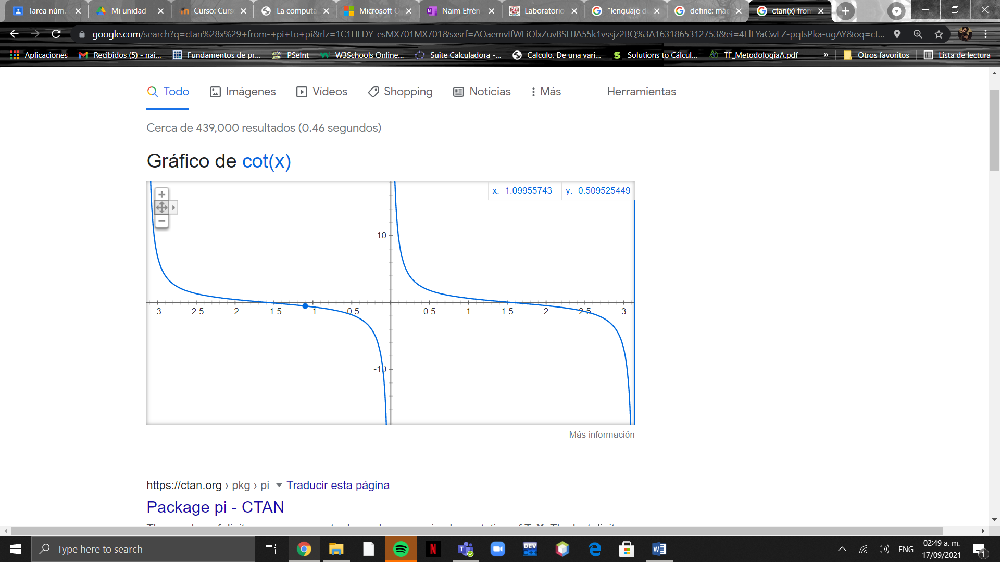 Tarea núm.
Mi unidad -
Curso: Curs
La computa
Microsoft O
Naim Efrén
Laboratorio
"lenguaje d
define: mác
ctan(x) from
google.com/search?q=ctan%28x%29+from-+pi+to+pi&rlz=1C1HLDY_esMX701MX701&sxsrf=AOaemvIfWFiOlxZuvBSHJA55k1vssjz2BQ%3A1631865312753&ei=4ElEYaCwLZ-pqtsPka-ugAY&oq=ct...
Aplicaciones
Recibidos (5) - nai...
Fundamentos de pr...
PSeInt
W3Schools Online...
Suite Calculadora -...
Calculo. De una vari...
Solutions to Cálcul...
TF_MetodologiaA.pdf
»
Otros favoritos
Lista de lectura
Todo
Imágenes
Vídeos
Shopping
Noticias
Más
Herramientas
Cerca de 439,000 resultados (0.46 segundos)
Gráfico de cot(x)
x: -1.09955743
y: -0.509525449
10
-3
-2.5
-2
-1.5
-1
-0.5
0.5
1
1.5
2
2.5
3
-10
Más información
https://ctan.org › pkg › pi
Traducir esta página
Package pi - CTAN
Type here to search
DEV
ENG
02:49 a. m.
17/09/2021
1